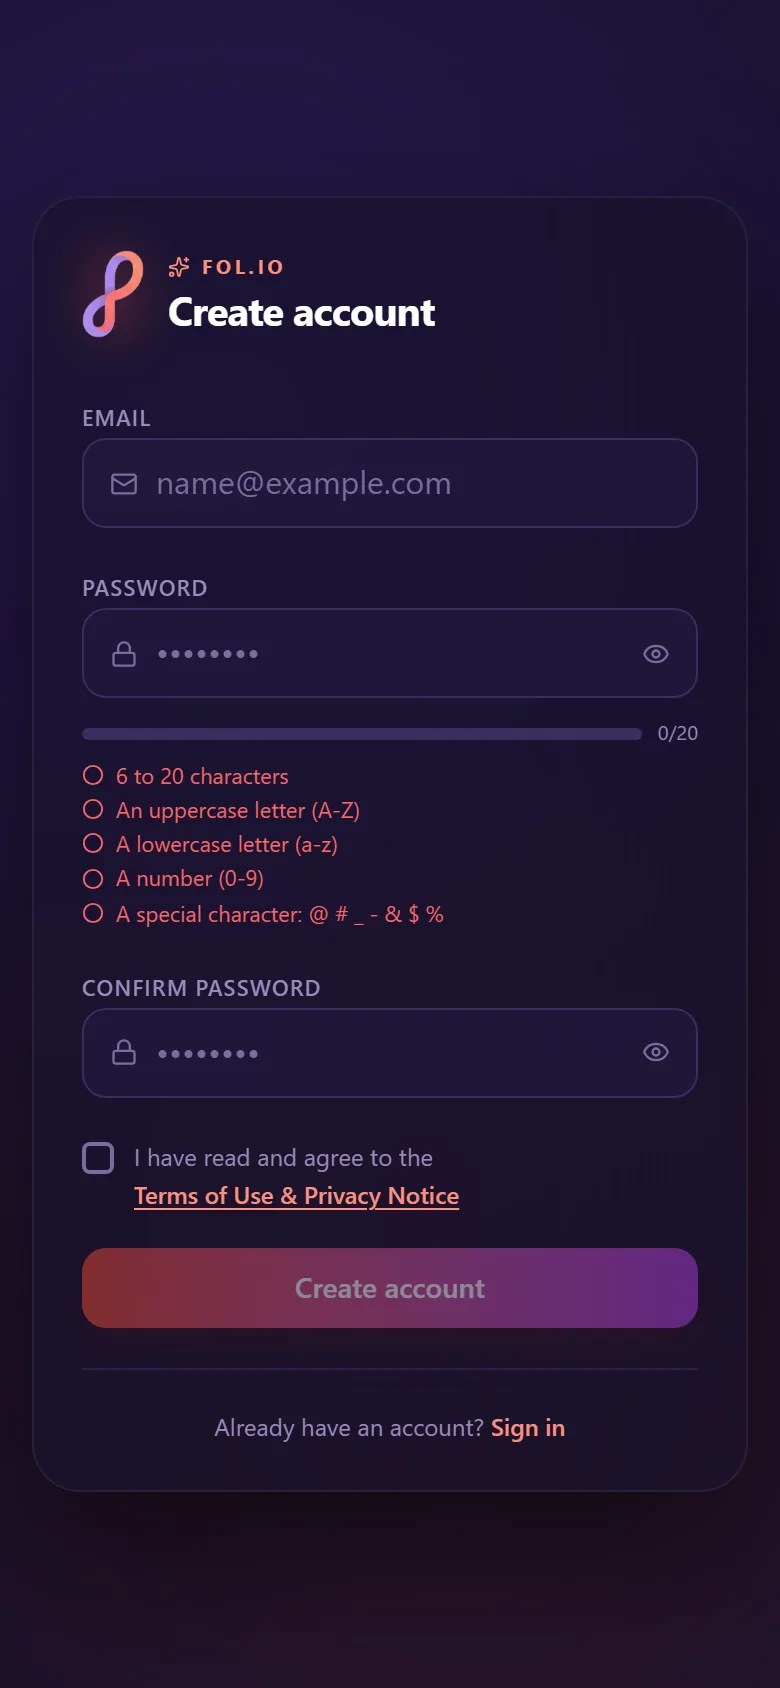 FOL.IO
Create account
EMAIL
name@example.com
PASSWORD
••••••••
0/20
6 to 20 characters
An uppercase letter (A-Z)
A lowercase letter (a-z)
A number (0-9)
A special character: @ # _ - & $ %
CONFIRM PASSWORD
••••••••
I have read and agree to the
Terms of Use & Privacy Notice
Create account
Already have an account? Sign in